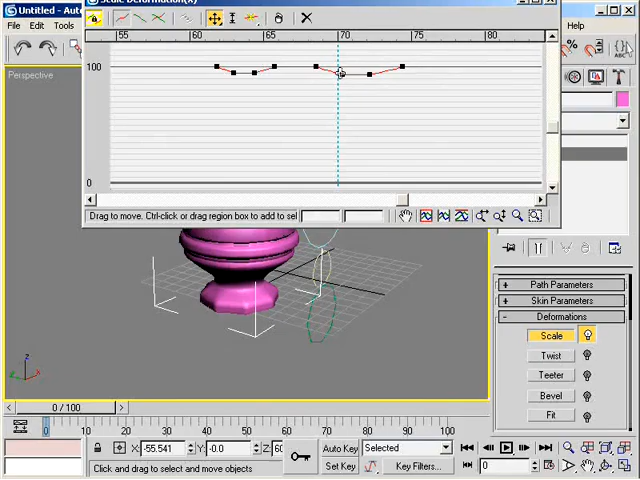 Untitled - Aut
Scale Deformation(X)
File Edit Tools
Help
60 65 70 75 80
100
0
Perspective
Drag to move. Ctrl-click or drag region box to add to sel
+ Path Parameters
+ Skin Parameters
- Deformations
Scale
Twist
Teeter
Bevel
Fit
z
x
0 / 100
0 10 20 30 40 50 60 70 80 90 100
X: -55.541 Y: -0.0 Z: 60
Auto Key Selected
Click and drag to select and move objects
Set Key Key Filters... 0